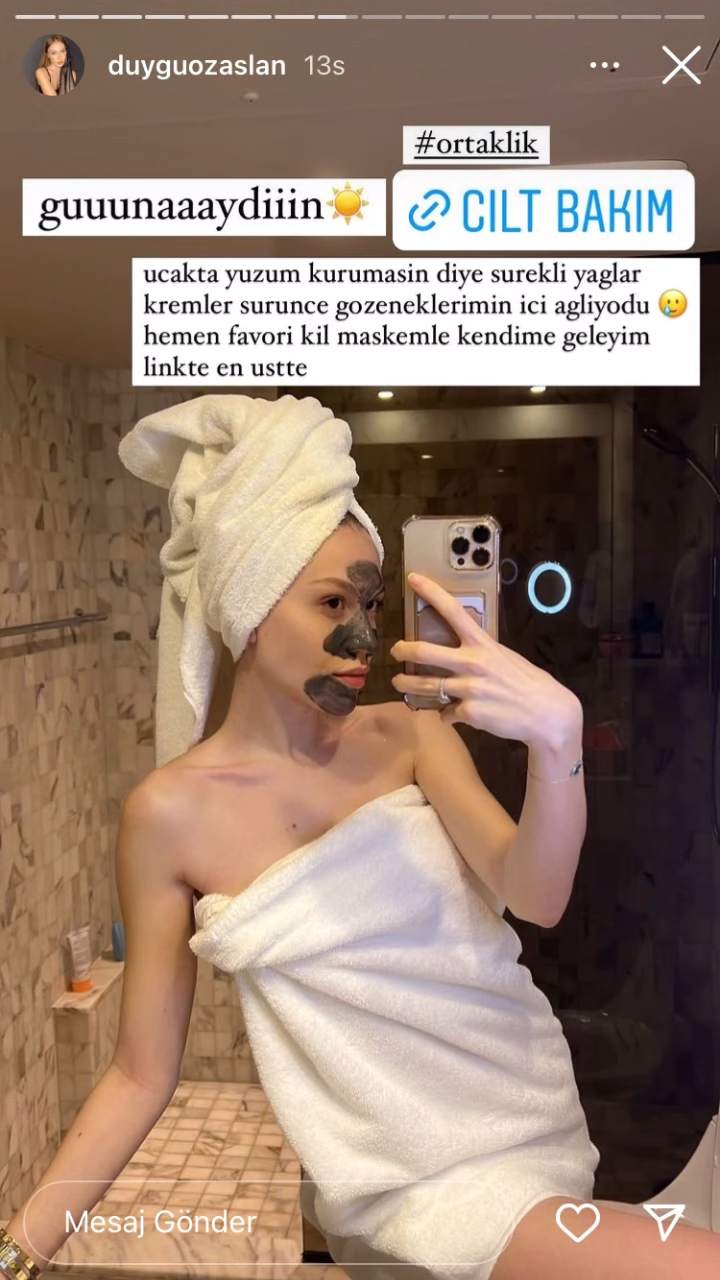 duyguozaslan 13s
#ortaklik
guuunaaaydiiin☀️
CILT BAKIM
ucakta yuzum kurumasin diye surekli yaglar
kremler surunce gozeneklerimin ici agliyodu 🥲
hemen favori kil maskemle kendime geleyim
linkte en ustte
Mesaj Gönder